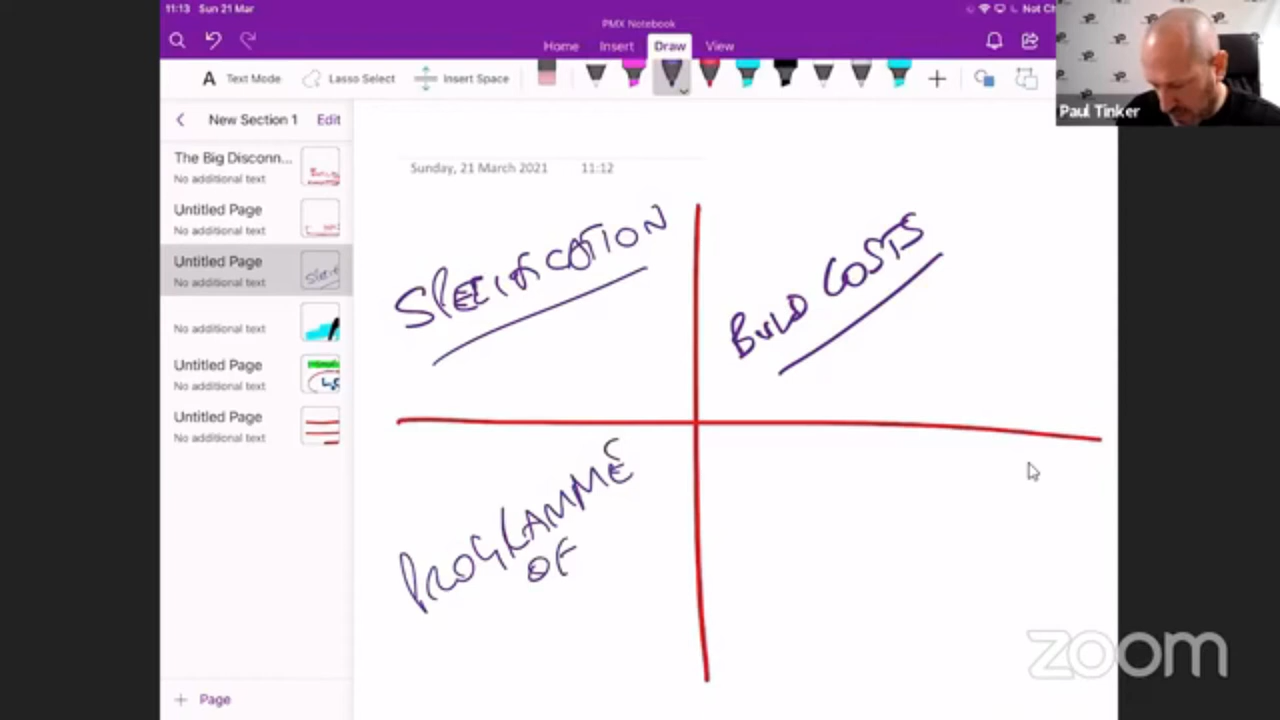 11:13 Sun 21 Mar
Not Ch
PMX Notebook
Home Insert Draw View
Text Mode Lasso Select Insert Space
Paul Tinker
New Section 1 Edit
The Big Disconn...
No additional text
Untitled Page
No additional text
Untitled Page
No additional text
No additional text
Untitled Page
No additional text
Untitled Page
No additional text
+ Page
Sunday, 21 March 2021 11:12
SPECIFICATION
BUILD COSTS
PROGRAMME
OF
zoom